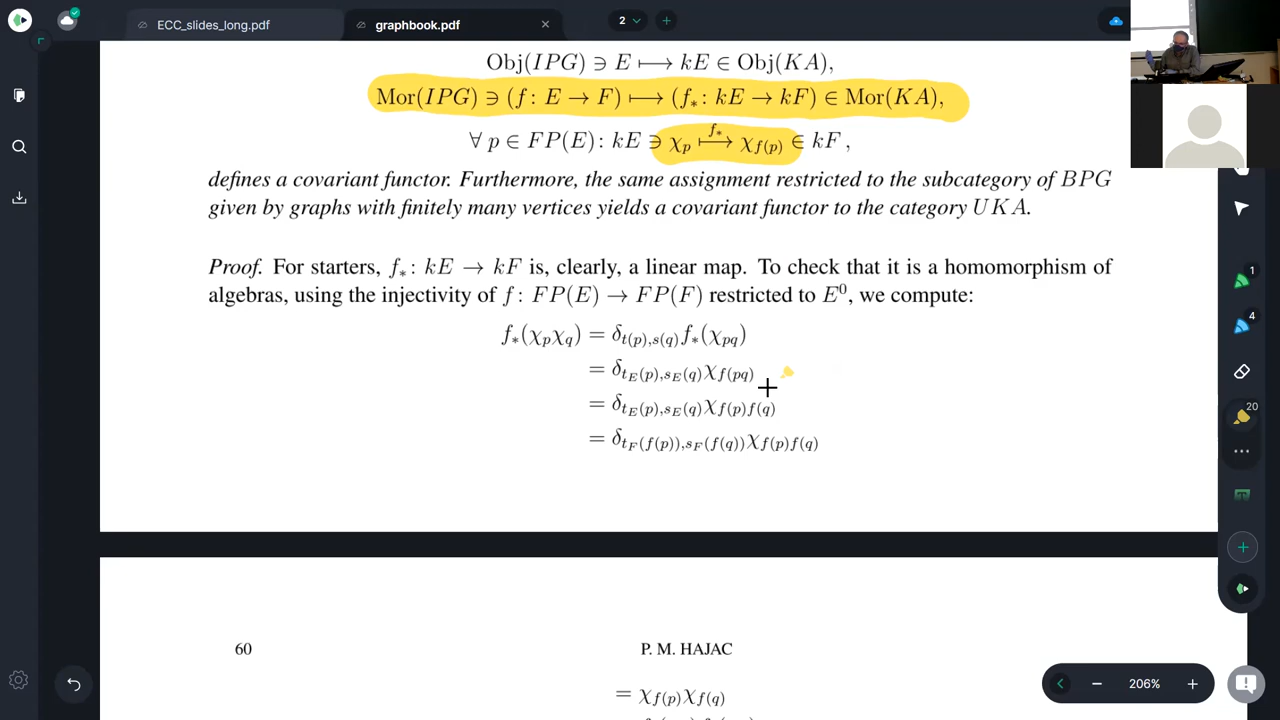 ECC_slides_long.pdf
graphbook.pdf
2
Obj(IPG) ∋ E ⟼ kE ∈ Obj(KA),
Mor(IPG) ∋ (f : E → F) ⟼ (f_* : kE → kF) ∈ Mor(KA),
∀ p ∈ FP(E): kE ∋ χ_p ⟼^{f_*} χ_{f(p)} ∈ kF ,
defines a covariant functor. Furthermore, the same assignment restricted to the subcategory of BPG
given by graphs with finitely many vertices yields a covariant functor to the category UKA.
Proof. For starters, f_* : kE → kF is, clearly, a linear map. To check that it is a homomorphism of
algebras, using the injectivity of f : FP(E) → FP(F) restricted to E^0, we compute:
f_*(χ_pχ_q) = δ_{t(p),s(q)} f_*(χ_{pq})
= δ_{t_E(p),s_E(q)} χ_{f(pq)}
= δ_{t_E(p),s_E(q)} χ_{f(p)f(q)}
= δ_{t_F(f(p)),s_F(f(q))} χ_{f(p)f(q)}
60
P. M. HAJAC
= χ_{f(p)}χ_{f(q)}
1
4
20
206%